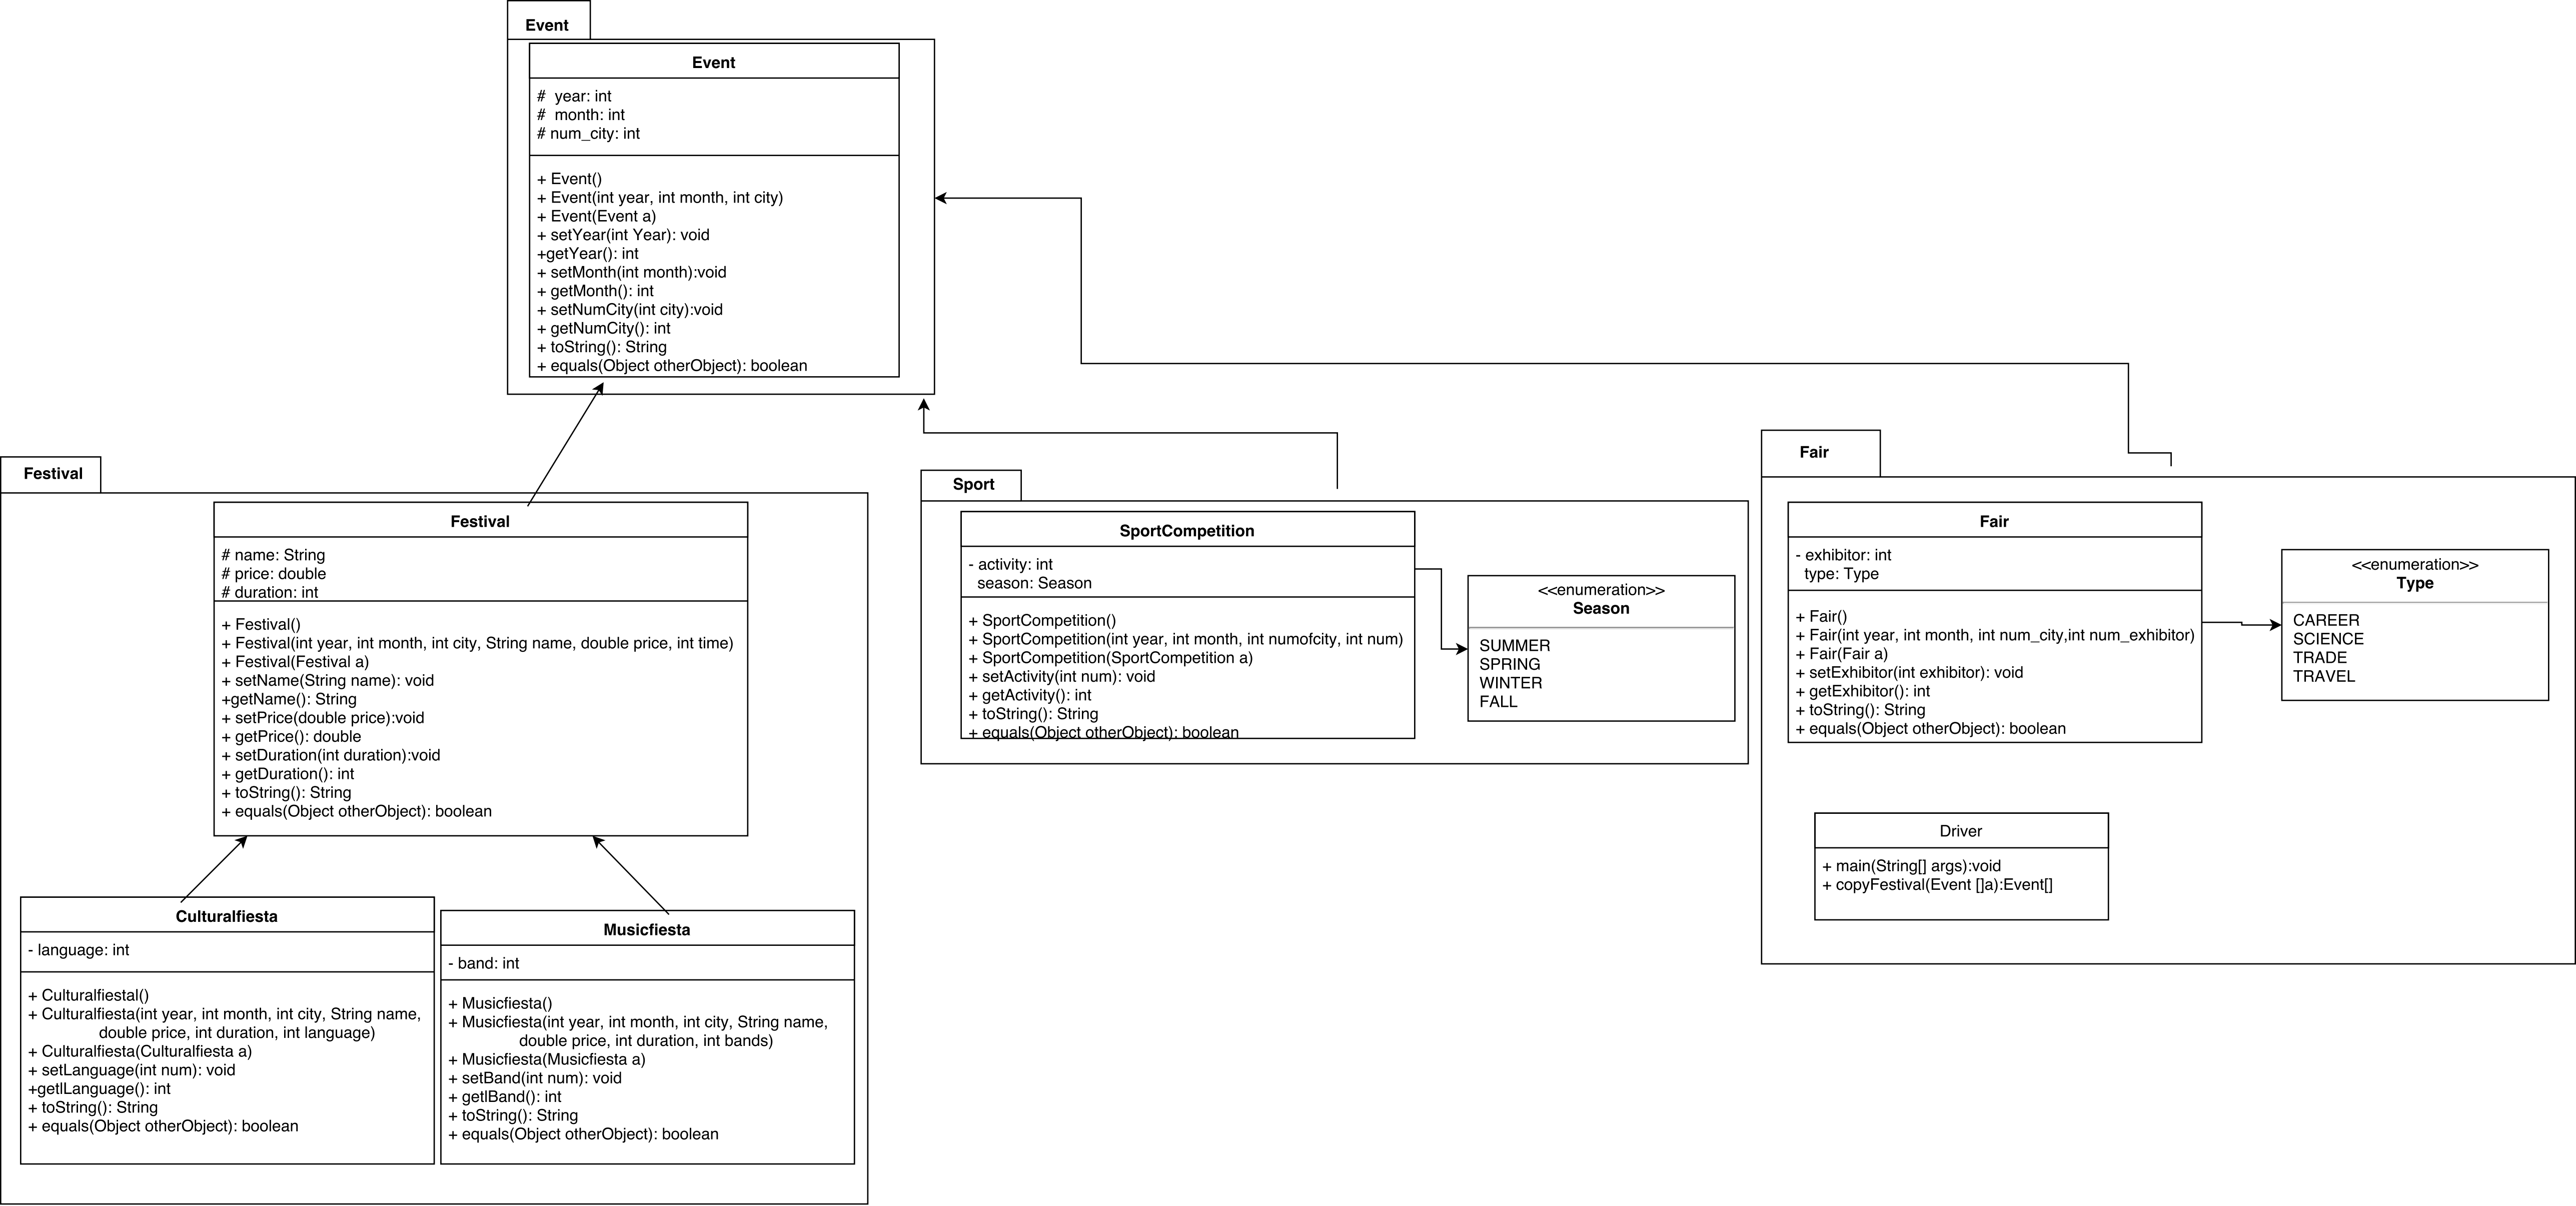 Event
Event
#  year: int
#  month: int
# num_city: int
+ Event()
+ Event(int year, int month, int city)
+ Event(Event a)
+ setYear(int Year): void
+getYear(): int
+ setMonth(int month):void
+ getMonth(): int
+ setNumCity(int city):void
+ getNumCity(): int
+ toString(): String
+ equals(Object otherObject): boolean
Festival
Festival
# name: String
# price: double
# duration: int
+ Festival()
+ Festival(int year, int month, int city, String name, double price, int time)
+ Festival(Festival a)
+ setName(String name): void
+getName(): String
+ setPrice(double price):void
+ getPrice(): double
+ setDuration(int duration):void
+ getDuration(): int
+ toString(): String
+ equals(Object otherObject): boolean
Culturalfiesta
- language: int
+ Culturalfiestal()
+ Culturalfiesta(int year, int month, int city, String name,
double price, int duration, int language)
+ Culturalfiesta(Culturalfiesta a)
+ setLanguage(int num): void
+getlLanguage(): int
+ toString(): String
+ equals(Object otherObject): boolean
Musicfiesta
- band: int
+ Musicfiesta()
+ Musicfiesta(int year, int month, int city, String name,
double price, int duration, int bands)
+ Musicfiesta(Musicfiesta a)
+ setBand(int num): void
+ getlBand(): int
+ toString(): String
+ equals(Object otherObject): boolean
Sport
SportCompetition
- activity: int
season: Season
+ SportCompetition()
+ SportCompetition(int year, int month, int numofcity, int num)
+ SportCompetition(SportCompetition a)
+ setActivity(int num): void
+ getActivity(): int
+ toString(): String
+ equals(Object otherObject): boolean
<<enumeration>>
Season
SUMMER
SPRING
WINTER
FALL
Fair
Fair
- exhibitor: int
type: Type
+ Fair()
+ Fair(int year, int month, int num_city,int num_exhibitor)
+ Fair(Fair a)
+ setExhibitor(int exhibitor): void
+ getExhibitor(): int
+ toString(): String
+ equals(Object otherObject): boolean
<<enumeration>>
Type
CAREER
SCIENCE
TRADE
TRAVEL
Driver
+ main(String[] args):void
+ copyFestival(Event []a):Event[]